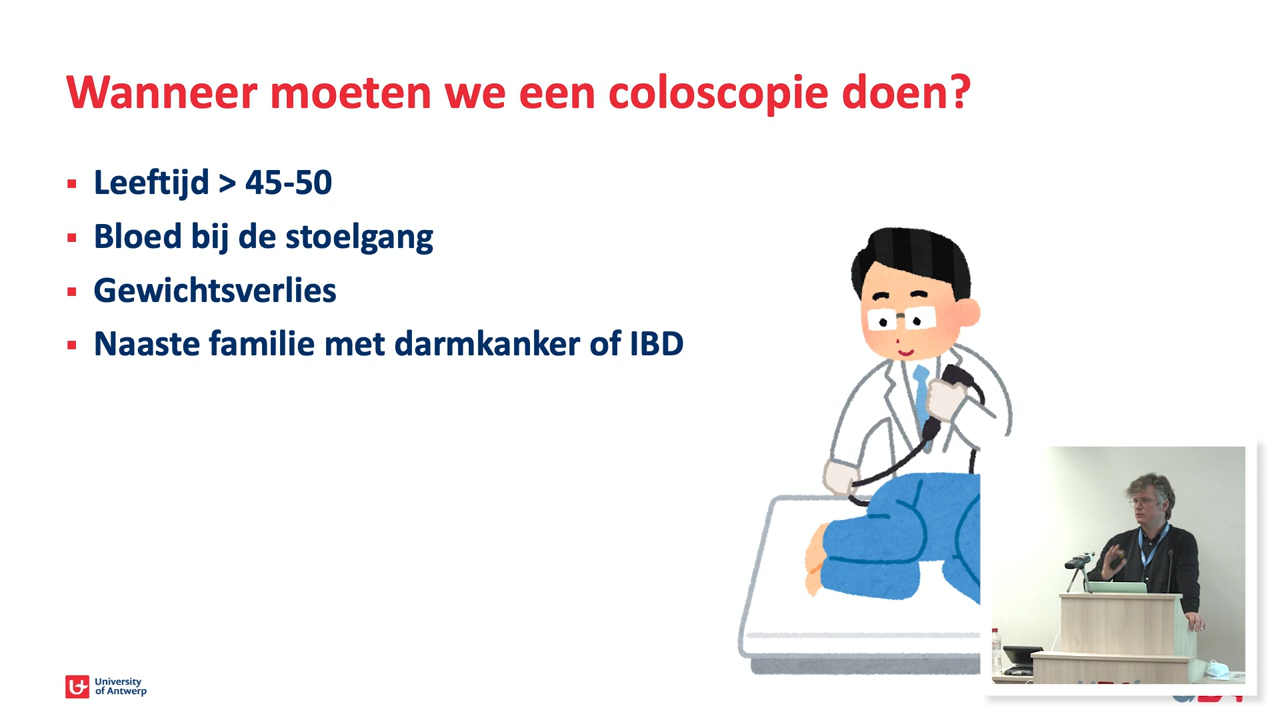 Wanneer moeten we een coloscopie doen?
Leeftijd > 45-50
Bloed bij de stoelgang
Gewichtsverlies
Naaste familie met darmkanker of IBD
University
of Antwerp